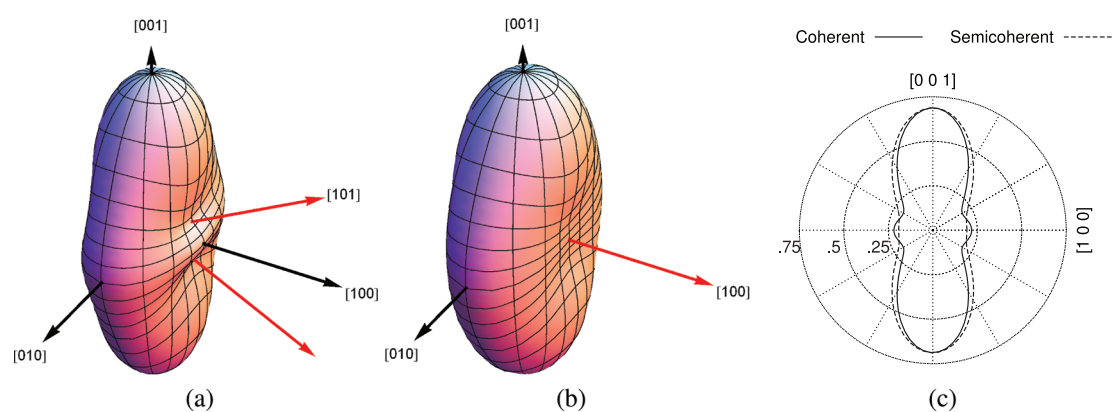 [001]
[101]
[100]
[010]
(a)
[001]
[100]
[010]
(b)
Coherent Semicoherent
[0 0 1]
[1 0 0]
.75 .5 .25
(c)